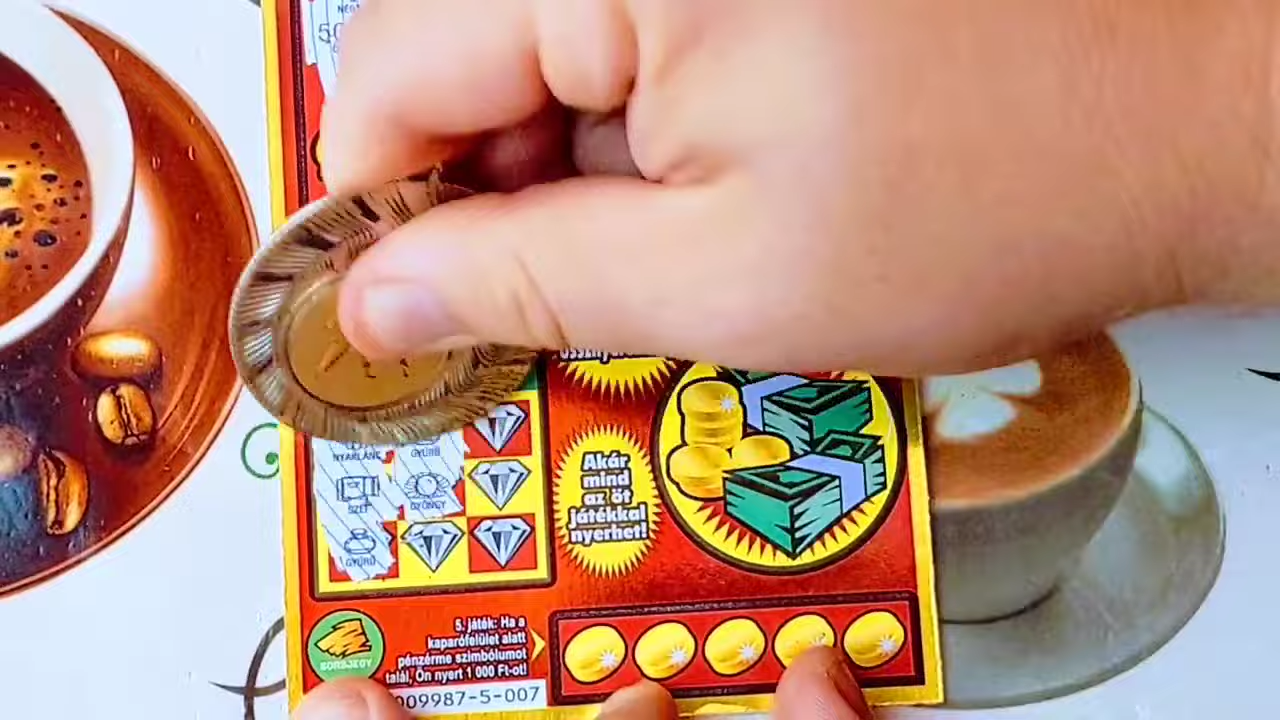 NYAKLÁNC
GYŰRŰ
SZÉF
GYÖNGY
GYŰRŰ
Akár
mind
az öt
játékkal
nyerhet!
5. játék: Ha a
kaparófelület alatt
pénzérme szimbólumot
talál, Ön nyert 1 000 Ft-ot!
SORSJEGY
009987-5-007